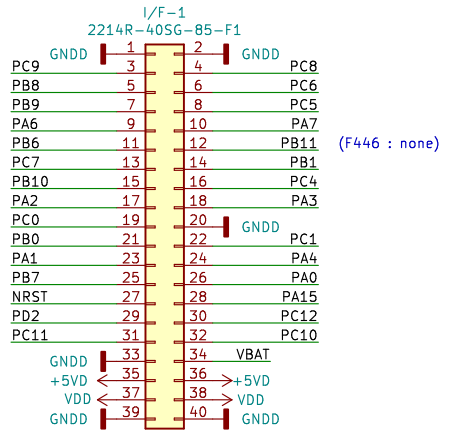 I/F-1
2214R-40SG-85-F1
GNDD 1 2 GNDD
PC9 3 4 PC8
PB8 5 6 PC6
PB9 7 8 PC5
PA6 9 10 PA7
PB6 11 12 PB11 (F446 : none)
PC7 13 14 PB1
PB10 15 16 PC4
PA2 17 18 PA3
PC0 19 20 GNDD
PB0 21 22 PC1
PA1 23 24 PA4
PB7 25 26 PA0
NRST 27 28 PA15
PD2 29 30 PC12
PC11 31 32 PC10
GNDD 33 34 VBAT
+5VD 35 36 +5VD
VDD 37 38 VDD
GNDD 39 40 GNDD